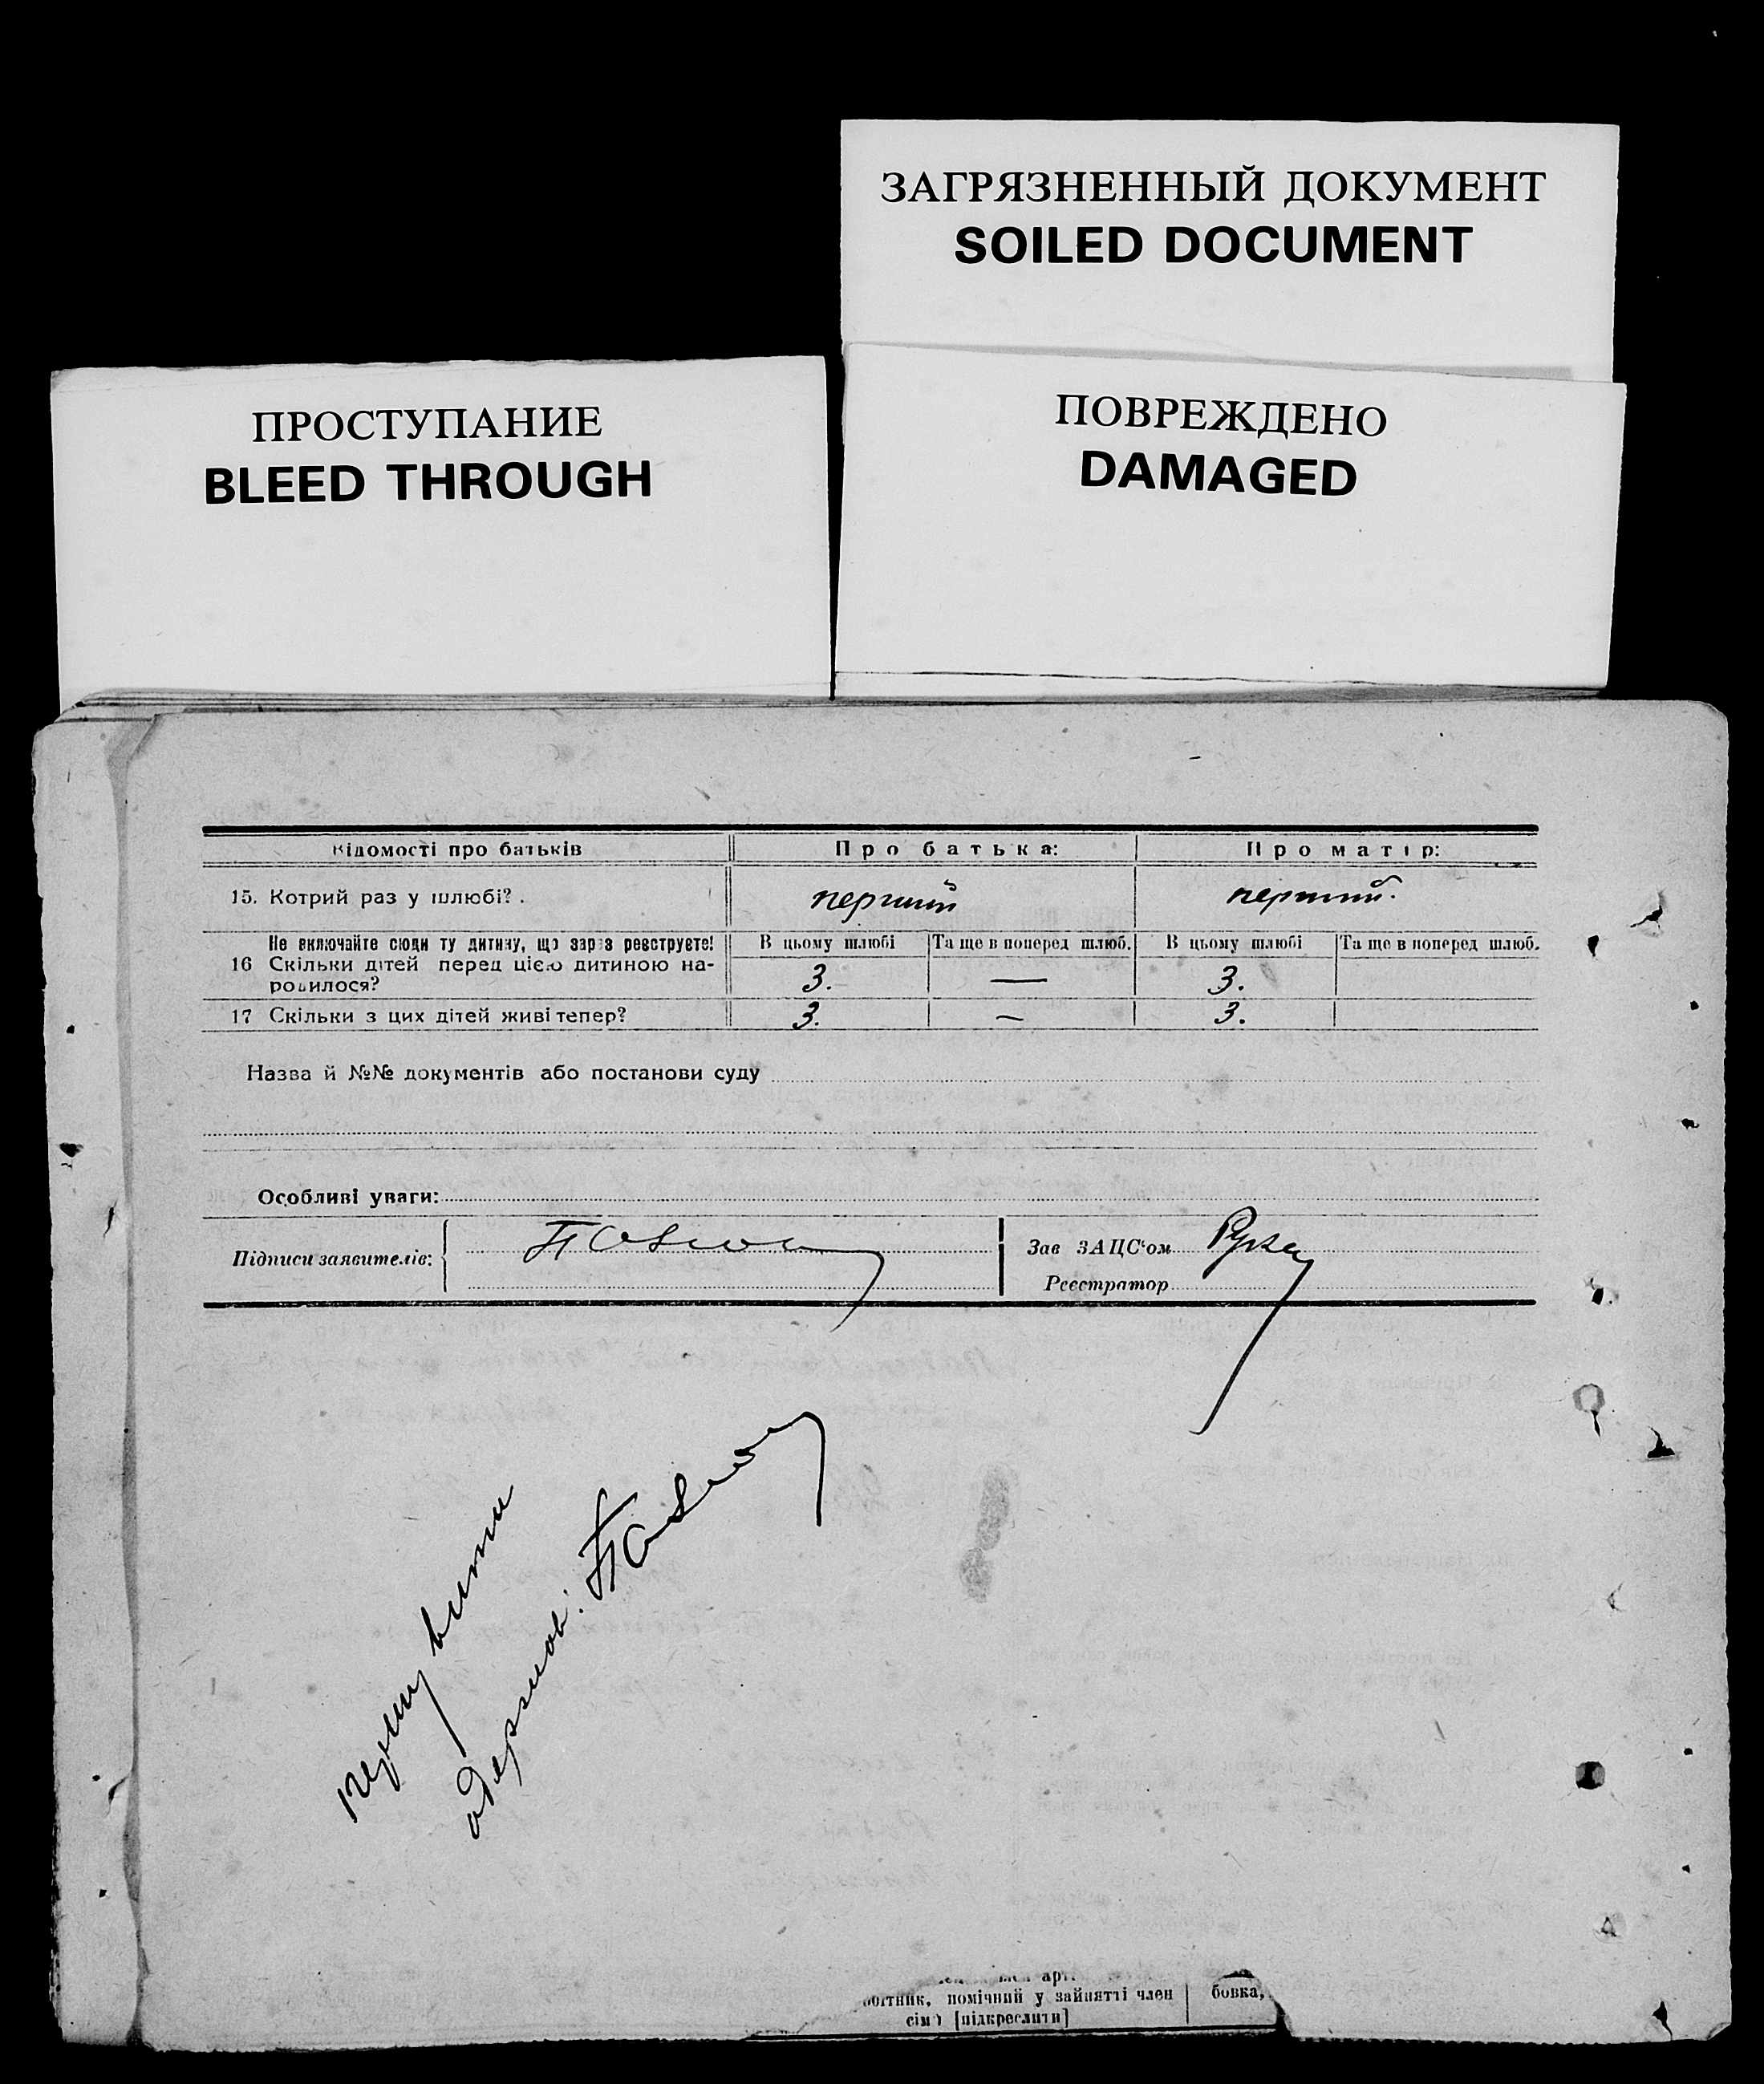 ЗАГРЯЗНЕННЫЙ ДОКУМЕНТ
SOILED DOCUMENT
ПРОСТУПАНИЕ
BLEED THROUGH
ПОВРЕЖДЕНО
DAMAGED
Відомості про батьків Про батька: Про матір:
15. Котрий раз у шлюбі? перший перший.
Не включайте сюди ту дитину, що зараз реєструєте! В цьому шлюбі Та ще в поперед шлюб. В цьому шлюбі Та ще в поперед шлюб.
16 Скільки дітей перед цією дитиною на-
родилося? 3. — 3.
17 Скільки з цих дітей живі тепер? 3. — 3.
Назва й №№ документів або постанови суду
Особливі уваги:
Підписи заявителів: Зав ЗАЦС'ом
Реєстратор
першу
помічний у зайнятті член бовка,
сім'ї [підкреслити]